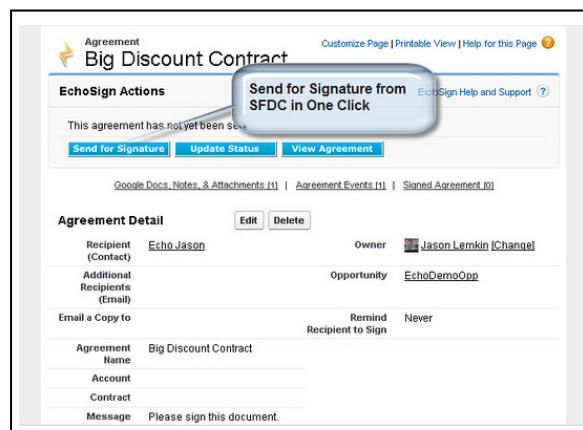 Agreement
Big Discount Contract
Customize Page | Printable View | Help for this Page
EchoSign Actions
Send for Signature from
SFDC in One Click
EchoSign Help and Support
This agreement has not yet been se
Send for Signature Update Status View Agreement
Google Docs, Notes, & Attachments [1] | Agreement Events [1] | Signed Agreement [0]
Agreement Detail Edit Delete
Recipient (Contact) Echo Jason Owner Jason Lemkin [Change]
Additional Recipients (Email) Opportunity EchoDemoOpp
Email a Copy to Remind Recipient to Sign Never
Agreement Name Big Discount Contract
Account
Contract
Message Please sign this document.